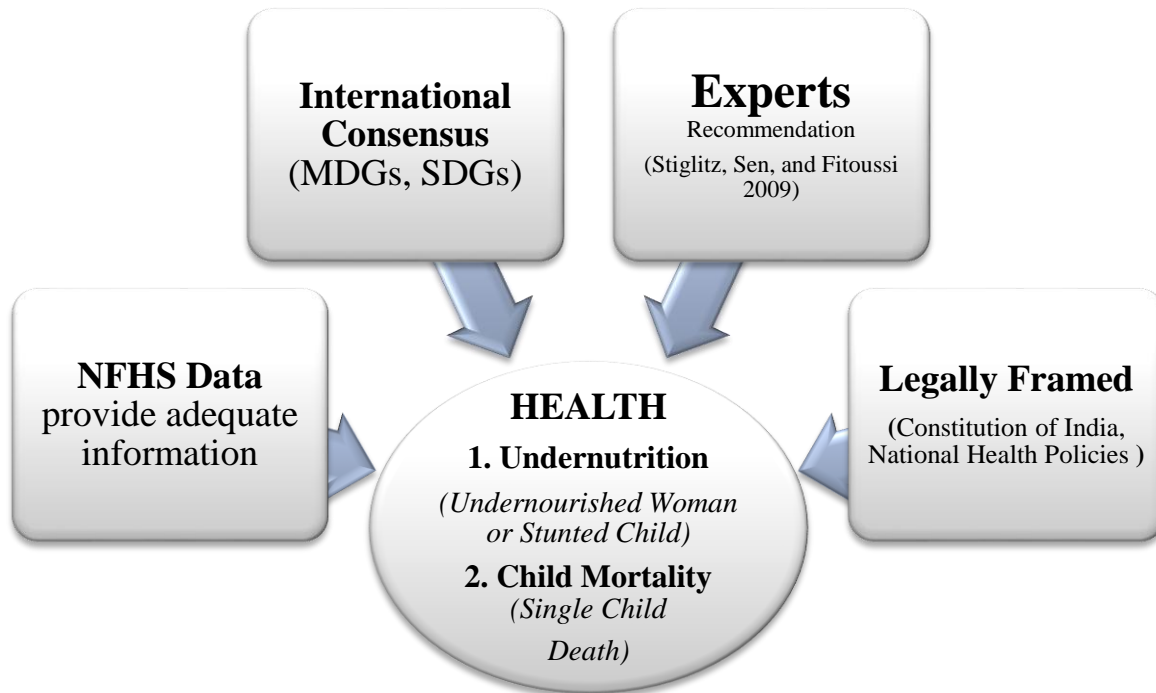 International
Consensus
(MDGs, SDGs)
Experts
Recommendation
(Stiglitz, Sen, and Fitoussi
2009)
NFHS Data
provide adequate
information
HEALTH
1. Undernutrition
(Undernourished Woman
or Stunted Child)
2. Child Mortality
(Single Child
Death)
Legally Framed
(Constitution of India,
National Health Policies )